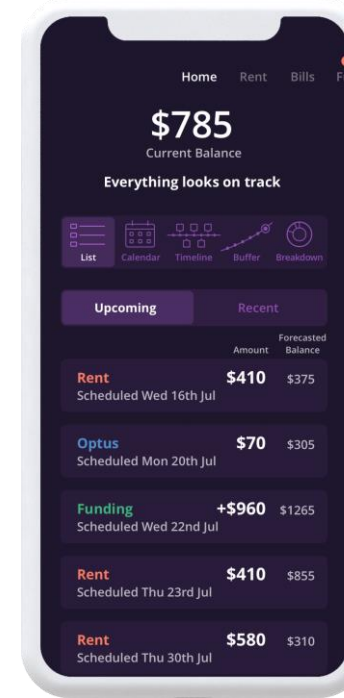 Home Rent Bills F
$785
Current Balance
Everything looks on track
List Calendar Timeline Buffer Breakdown
Upcoming Recent
Amount Forecasted Balance
Rent $410 $375
Scheduled Wed 16th Jul
Optus $70 $305
Scheduled Mon 20th Jul
Funding +$960 $1265
Scheduled Wed 22nd Jul
Rent $410 $855
Scheduled Thu 23rd Jul
Rent $580 $310
Scheduled Thu 30th Jul